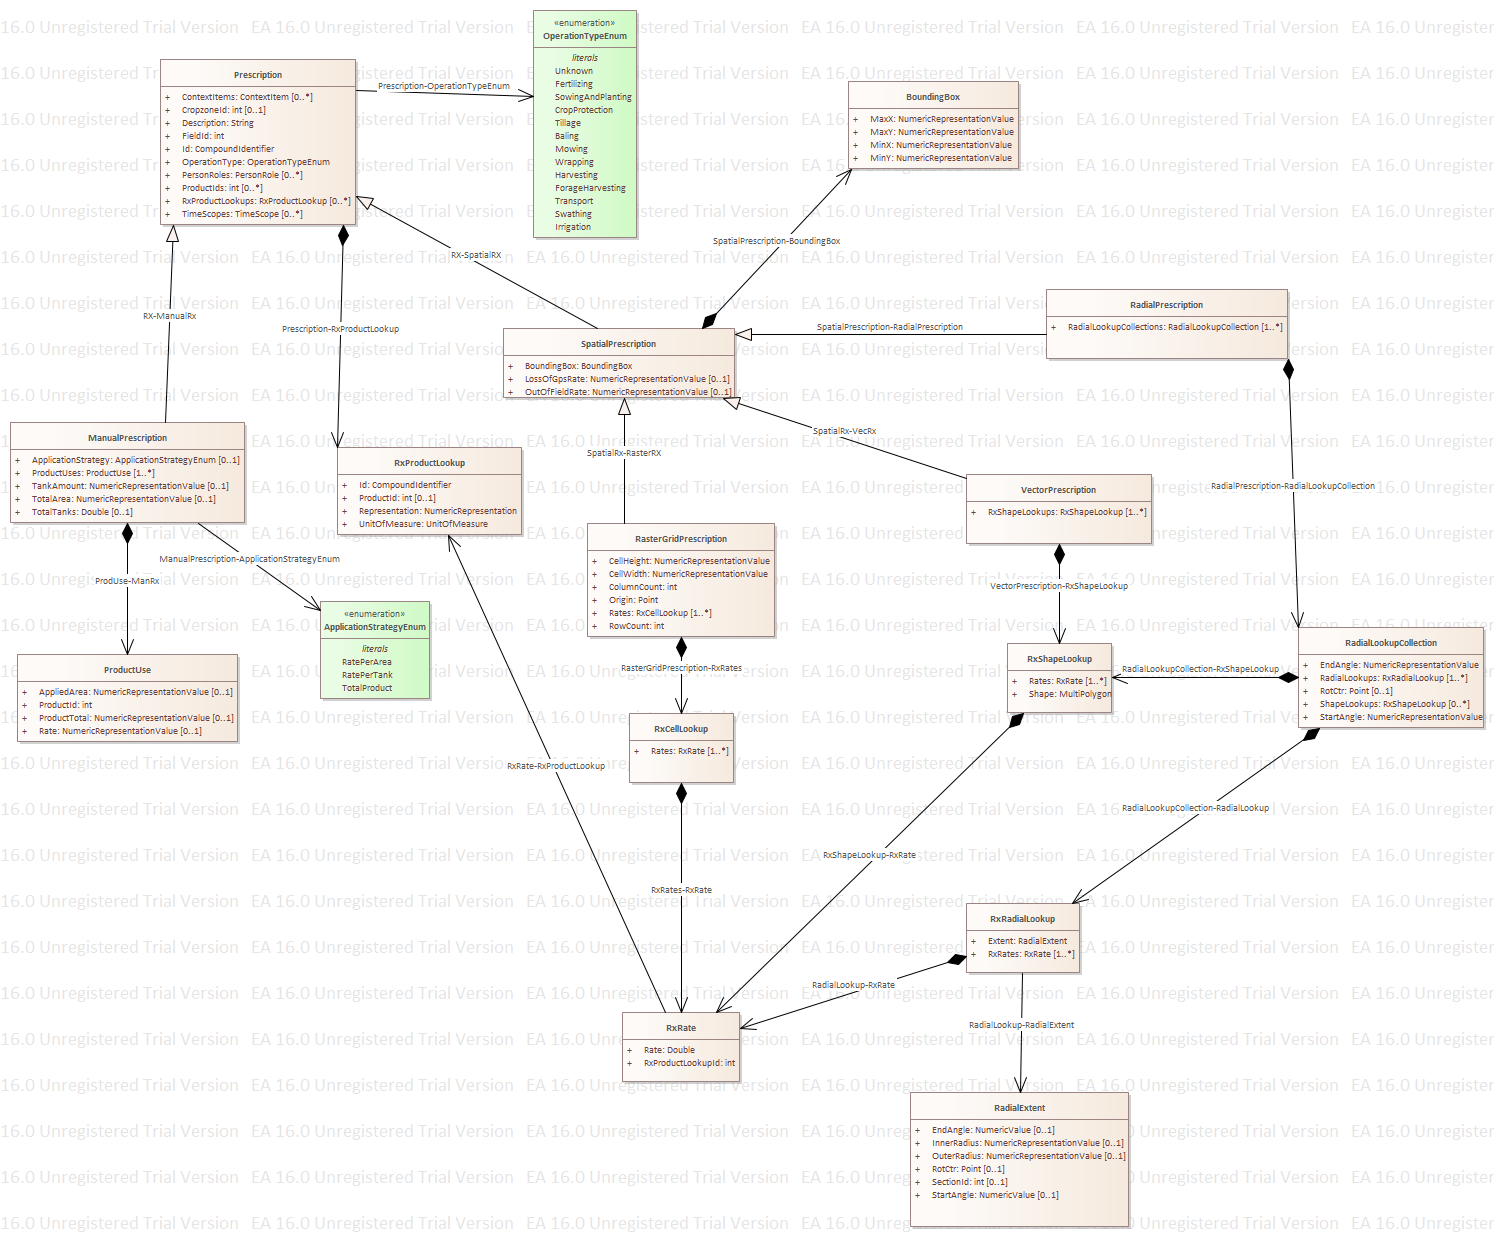 «enumeration»
OperationTypeEnum
literals
Unknown
Fertilizing
SowingAndPlanting
CropProtection
Tillage
Baling
Mowing
Wrapping
Harvesting
ForageHarvesting
Transport
Swathing
Irrigation
Prescription
+ ContextItems: ContextItem [0..*]
+ CropzoneId: int [0..1]
+ Description: String
+ FieldId: int
+ Id: CompoundIdentifier
+ OperationType: OperationTypeEnum
+ PersonRoles: PersonRole [0..*]
+ ProductIds: int [0..*]
+ RxProductLookups: RxProductLookup [0..*]
+ TimeScopes: TimeScope [0..*]
Prescription-OperationTypeEnum
BoundingBox
+ MaxX: NumericRepresentationValue
+ MaxY: NumericRepresentationValue
+ MinX: NumericRepresentationValue
+ MinY: NumericRepresentationValue
SpatialPrescription-BoundingBox
RX-SpatialRX
RX-ManualRx
Prescription-RxProductLookup
SpatialPrescription-RadialPrescription
RadialPrescription
+ RadialLookupCollections: RadialLookupCollection [1..*]
SpatialPrescription
+ BoundingBox: BoundingBox
+ LossOfGpsRate: NumericRepresentationValue [0..1]
+ OutOfFieldRate: NumericRepresentationValue [0..1]
ManualPrescription
+ ApplicationStrategy: ApplicationStrategyEnum [0..1]
+ ProductUses: ProductUse [1..*]
+ TankAmount: NumericRepresentationValue [0..1]
+ TotalArea: NumericRepresentationValue [0..1]
+ TotalTanks: Double [0..1]
RxProductLookup
+ Id: CompoundIdentifier
+ ProductId: int [0..1]
+ Representation: NumericRepresentation
+ UnitOfMeasure: UnitOfMeasure
SpatialRx-RasterRX
SpatialRx-VecRx
VectorPrescription
+ RxShapeLookups: RxShapeLookup [1..*]
RadialPrescription-RadialLookupCollection
RasterGridPrescription
+ CellHeight: NumericRepresentationValue
+ CellWidth: NumericRepresentationValue
+ ColumnCount: int
+ Origin: Point
+ Rates: RxCellLookup [1..*]
+ RowCount: int
ManualPrescription-ApplicationStrategyEnum
ProdUse-ManRx
VectorPrescription-RxShapeLookup
«enumeration»
ApplicationStrategyEnum
literals
RatePerArea
RatePerTank
TotalProduct
ProductUse
+ AppliedArea: NumericRepresentationValue [0..1]
+ ProductId: int
+ ProductTotal: NumericRepresentationValue [0..1]
+ Rate: NumericRepresentationValue [0..1]
RasterGridPrescription-RxRates
RxShapeLookup
+ Rates: RxRate [1..*]
+ Shape: MultiPolygon
RadialLookupCollection-RxShapeLookup
RadialLookupCollection
+ EndAngle: NumericRepresentationValue
+ RadialLookups: RxRadialLookup [1..*]
+ RotCtr: Point [0..1]
+ ShapeLookups: RxShapeLookup [0..*]
+ StartAngle: NumericRepresentationValue
RxCellLookup
+ Rates: RxRate [1..*]
RxRate-RxProductLookup
RadialLookupCollection-RadialLookup
RxShapeLookup-RxRate
RxRates-RxRate
RxRadialLookup
+ Extent: RadialExtent
+ RxRates: RxRate [1..*]
RadialLookup-RxRate
RadialLookup-RadialExtent
RxRate
+ Rate: Double
+ RxProductLookupId: int
RadialExtent
+ EndAngle: NumericValue [0..1]
+ InnerRadius: NumericRepresentationValue [0..1]
+ OuterRadius: NumericRepresentationValue [0..1]
+ RotCtr: Point [0..1]
+ SectionId: int [0..1]
+ StartAngle: NumericValue [0..1]
EA 16.0 Unregistered Trial Version